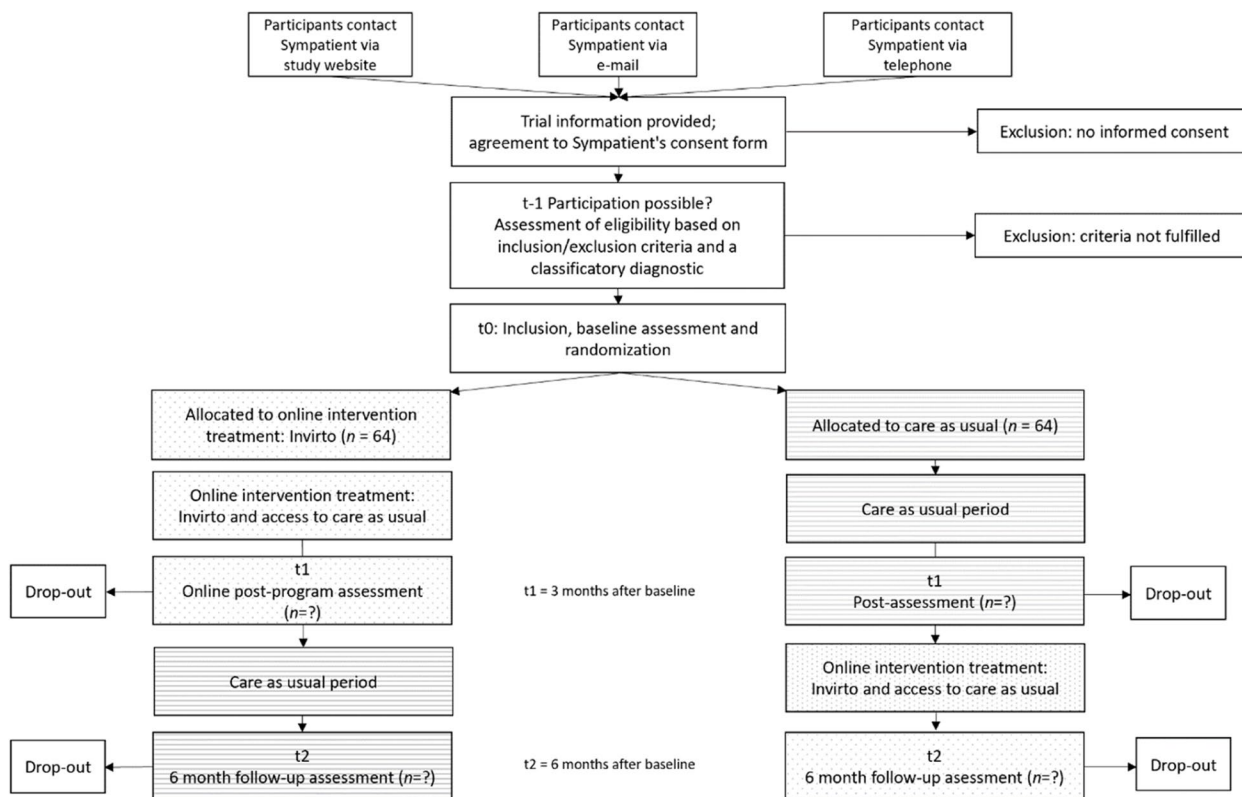 Participants contact
Sympatient via
study website
Participants contact
Sympatient via
e-mail
Participants contact
Sympatient via
telephone
Trial information provided;
agreement to Sympatient's consent form
Exclusion: no informed consent
t-1 Participation possible?
Assessment of eligibility based on
inclusion/exclusion criteria and a
classificatory diagnostic
Exclusion: criteria not fulfilled
t0: Inclusion, baseline assessment and
randomization
Allocated to online intervention
treatment: Invirto (n = 64)
Allocated to care as usual (n = 64)
Online intervention treatment:
Invirto and access to care as usual
Care as usual period
Drop-out
t1
Online post-program assessment
(n=?)
t1 = 3 months after baseline
t1
Post-assessment (n=?)
Drop-out
Care as usual period
Online intervention treatment:
Invirto and access to care as usual
Drop-out
t2
6 month follow-up assessment (n=?)
t2 = 6 months after baseline
t2
6 month follow-up asessment (n=?)
Drop-out